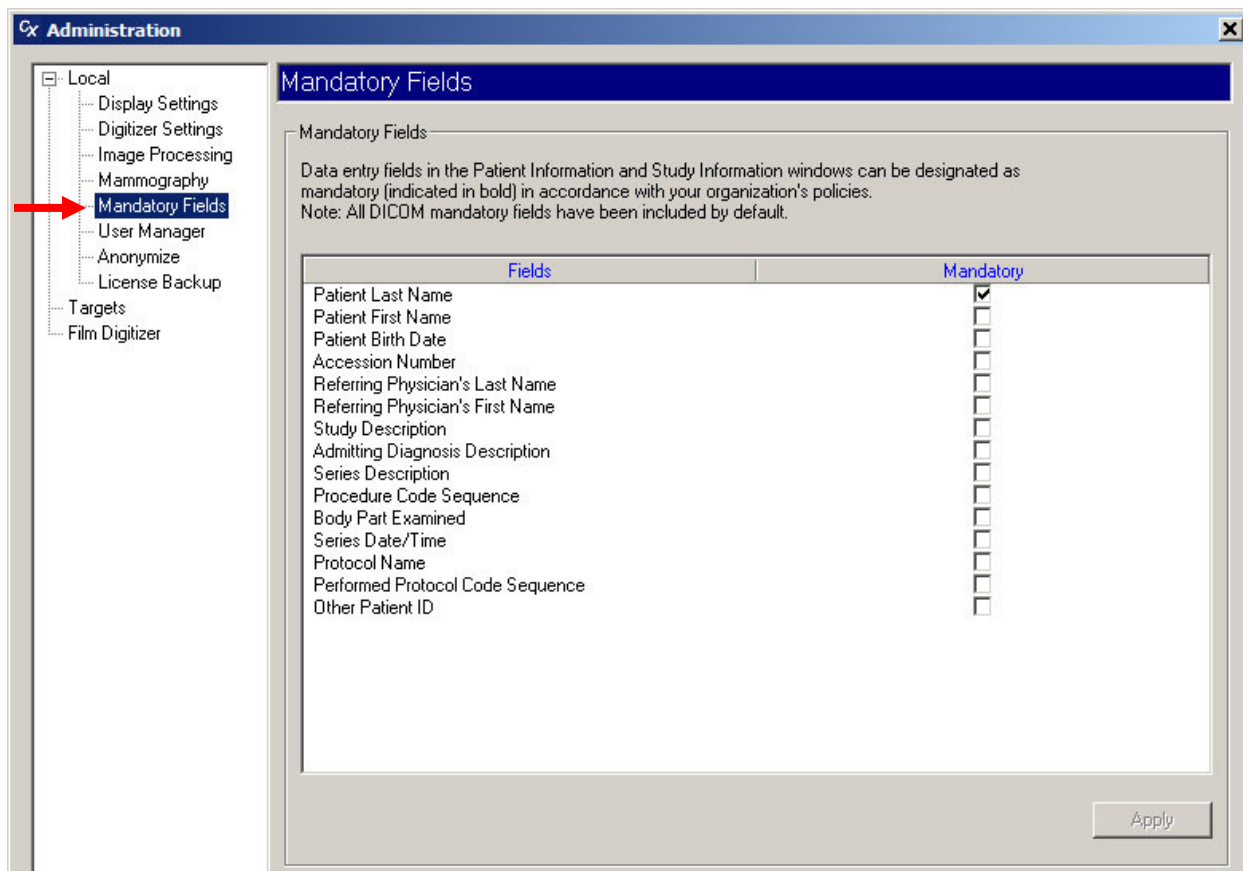 Cx Administration
Local
Display Settings
Digitizer Settings
Image Processing
Mammography
Mandatory Fields
User Manager
Anonymize
License Backup
Targets
Film Digitizer
Mandatory Fields
Mandatory Fields
Data entry fields in the Patient Information and Study Information windows can be designated as
mandatory (indicated in bold) in accordance with your organization's policies.
Note: All DICOM mandatory fields have been included by default.
Fields Mandatory
Patient Last Name
Patient First Name
Patient Birth Date
Accession Number
Referring Physician's Last Name
Referring Physician's First Name
Study Description
Admitting Diagnosis Description
Series Description
Procedure Code Sequence
Body Part Examined
Series Date/Time
Protocol Name
Performed Protocol Code Sequence
Other Patient ID
Apply